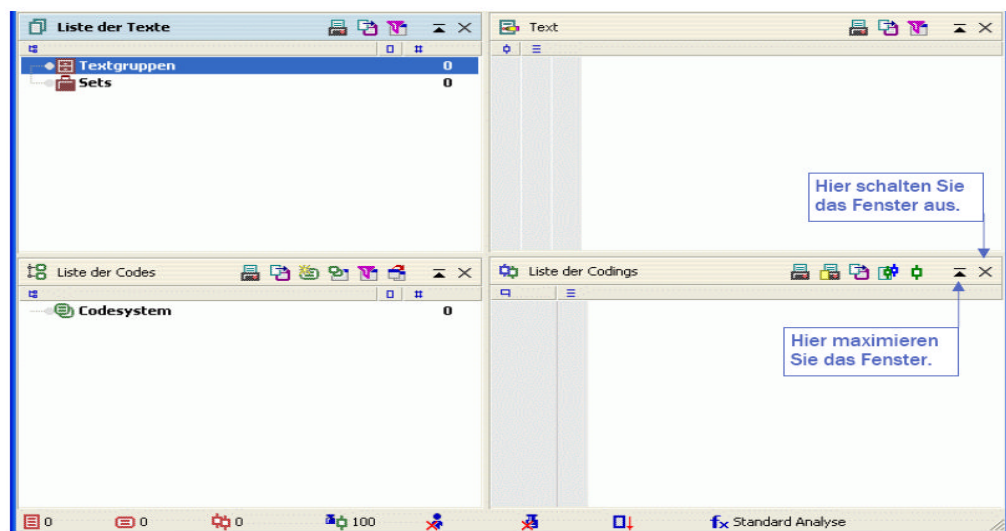 Liste der Texte
Text
#
Textgruppen 0
Sets 0
Hier schalten Sie
das Fenster aus.
Liste der Codes
Liste der Codings
#
Codesystem 0
Hier maximieren
Sie das Fenster.
0 0 0 100 fx Standard Analyse